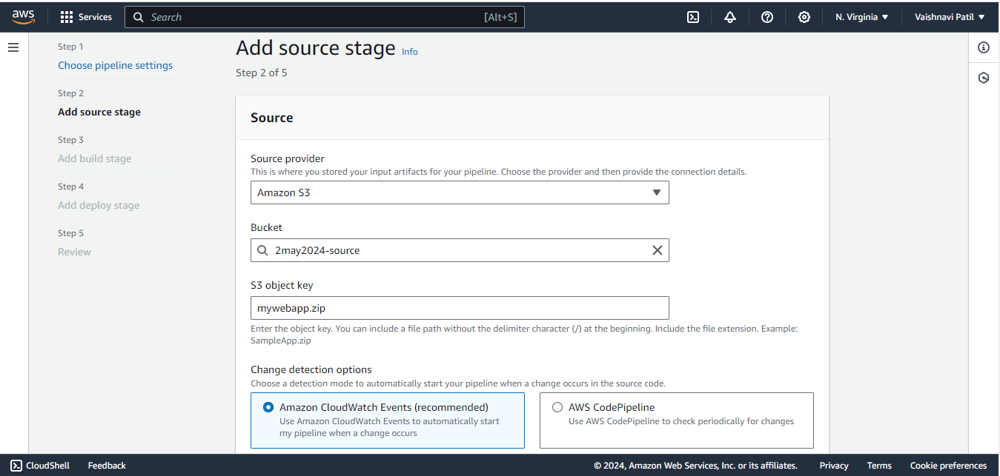 aws Services Search [Alt+S] N. Virginia Vaishnavi Patil
Step 1
Choose pipeline settings
Step 2
Add source stage
Step 3
Add build stage
Step 4
Add deploy stage
Step 5
Review
Add source stage Info
Step 2 of 5
Source
Source provider
This is where you stored your input artifacts for your pipeline. Choose the provider and then provide the connection details.
Amazon S3
Bucket
2may2024-source
S3 object key
mywebapp.zip
Enter the object key. You can include a file path without the delimiter character (/) at the beginning. Include the file extension. Example:
SampleApp.zip
Change detection options
Choose a detection mode to automatically start your pipeline when a change occurs in the source code.
Amazon CloudWatch Events (recommended)
Use Amazon CloudWatch Events to automatically start
my pipeline when a change occurs
AWS CodePipeline
Use AWS CodePipeline to check periodically for changes
CloudShell Feedback © 2024, Amazon Web Services, Inc. or its affiliates. Privacy Terms Cookie preferences